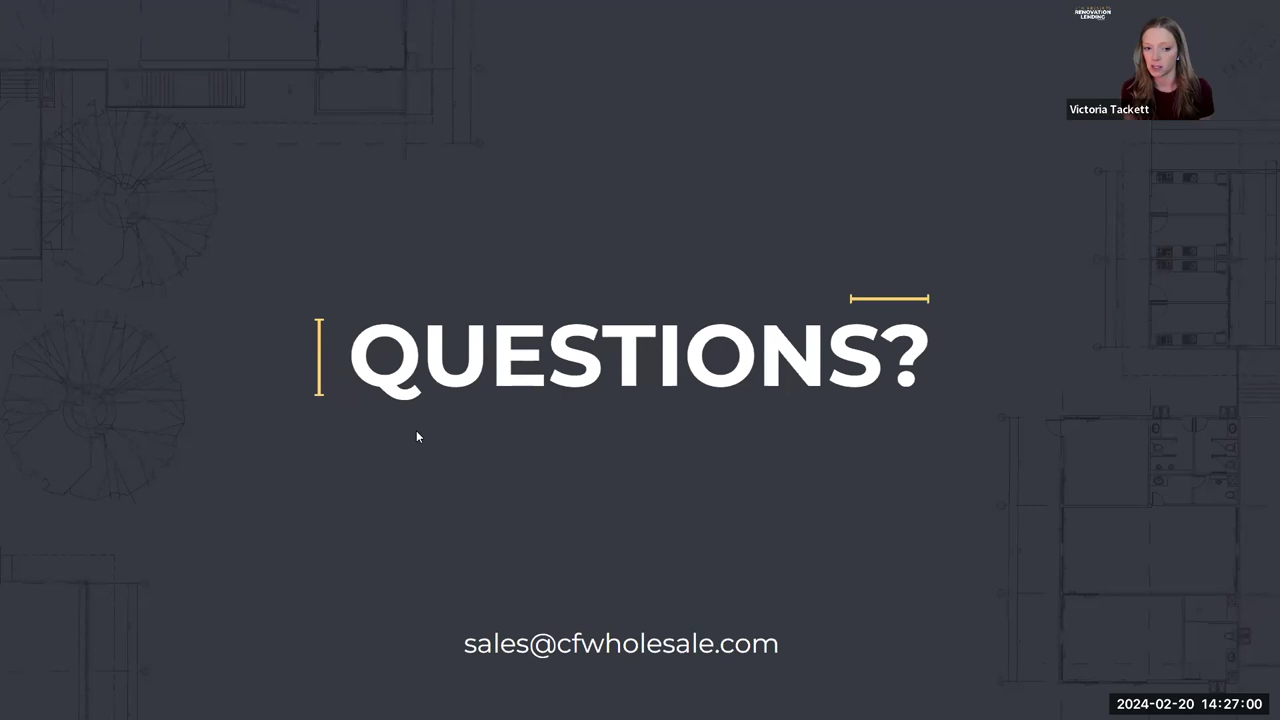 RENOVATION
LENDING
Victoria Tackett
QUESTIONS?
sales@cfwholesale.com
2024-02-20 14:27:00